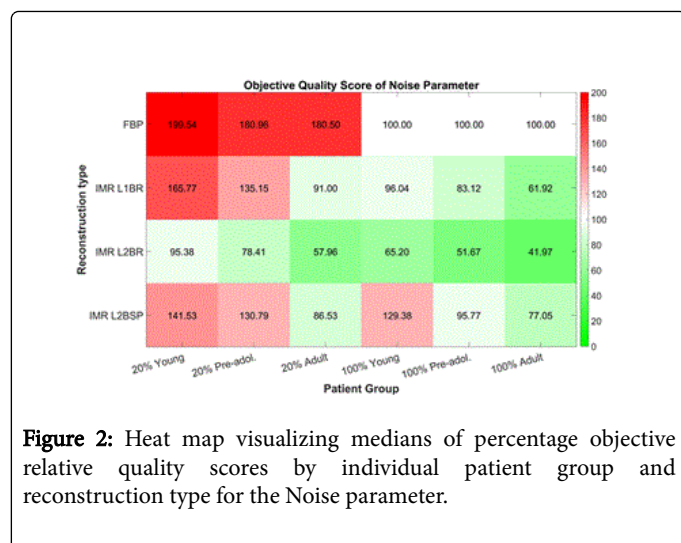 Objective Quality Score of Noise Parameter
Reconstruction type
FBP 199.54 180.96 180.50 100.00 100.00 100.00
IMR L1BR 165.77 135.15 91.00 96.04 83.12 61.92
IMR L2BR 95.38 78.41 57.96 65.20 51.67 41.97
IMR L2BSP 141.53 130.79 86.53 129.38 95.77 77.05
20% Young 20% Pre-adol. 20% Adult 100% Young 100% Pre-adol. 100% Adult
Patient Group
200
180
160
140
120
100
80
60
40
20
0
Figure 2: Heat map visualizing medians of percentage objective
relative quality scores by individual patient group and
reconstruction type for the Noise parameter.